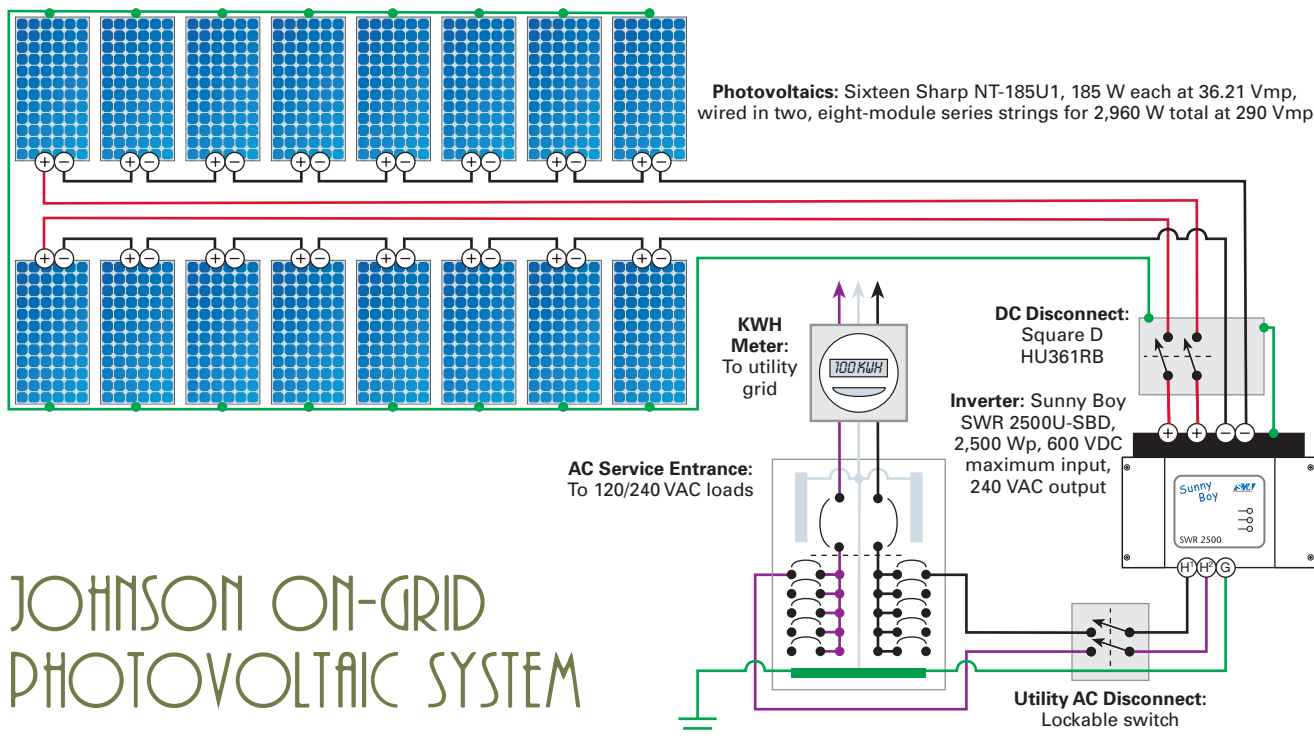 Photovoltaics: Sixteen Sharp NT-185U1, 185 W each at 36.21 Vmp,
wired in two, eight-module series strings for 2,960 W total at 290 Vmp
+ − + − + − + − + − + − + − + −
+ − + − + − + − + − + − + − + −
KWH
Meter:
To utility
grid
100 KWH
DC Disconnect:
Square D
HU361RB
Inverter: Sunny Boy
SWR 2500U-SBD,
2,500 Wp, 600 VDC
maximum input,
240 VAC output
+ + − −
Sunny
Boy
SMA
SWR 2500
H1 H2 G
AC Service Entrance:
To 120/240 VAC loads
Utility AC Disconnect:
Lockable switch
JOHNSON ON-GRID
PHOTOVOLTAIC SYSTEM